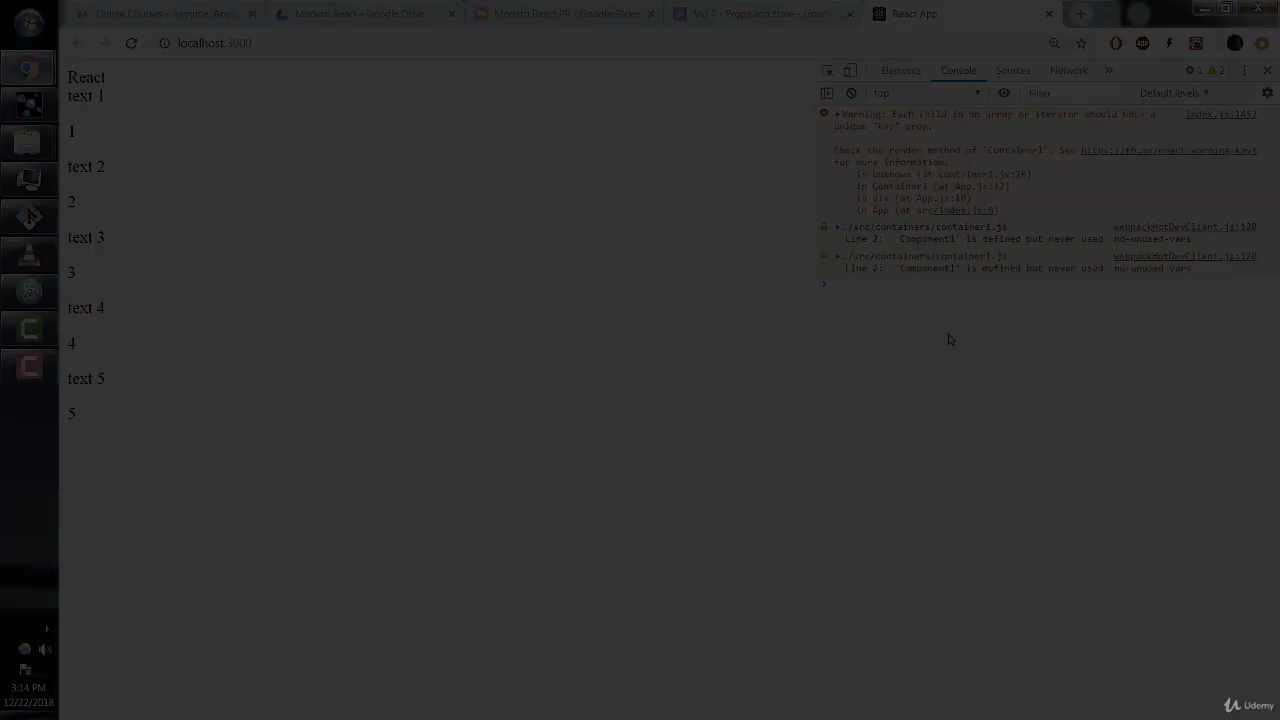 Online Courses - Anytime, Anyw
Modern React - Google Drive
Modern React PR - Google Slides
Vid 2 - Props and state - Googl
React App
localhost:3000
React
text 1
1
text 2
2
text 3
3
text 4
4
text 5
5
Elements
Console
Sources
Network
1
2
top
Filter
Default levels
Warning: Each child in an array or iterator should have a
index.js:1452
unique "key" prop.
Check the render method of `Container1`. See https://fb.me/react-warning-keys
for more information.
in Unknown (at container1.js:26)
in Container1 (at App.js:12)
in div (at App.js:10)
in App (at src/index.js:6)
./src/containers/container1.js
webpackHotDevClient.js:120
Line 2: 'Component1' is defined but never used no-unused-vars
./src/containers/container1.js
webpackHotDevClient.js:120
Line 2: 'Component1' is defined but never used no-unused-vars
3:14 PM
12/22/2018
Udemy